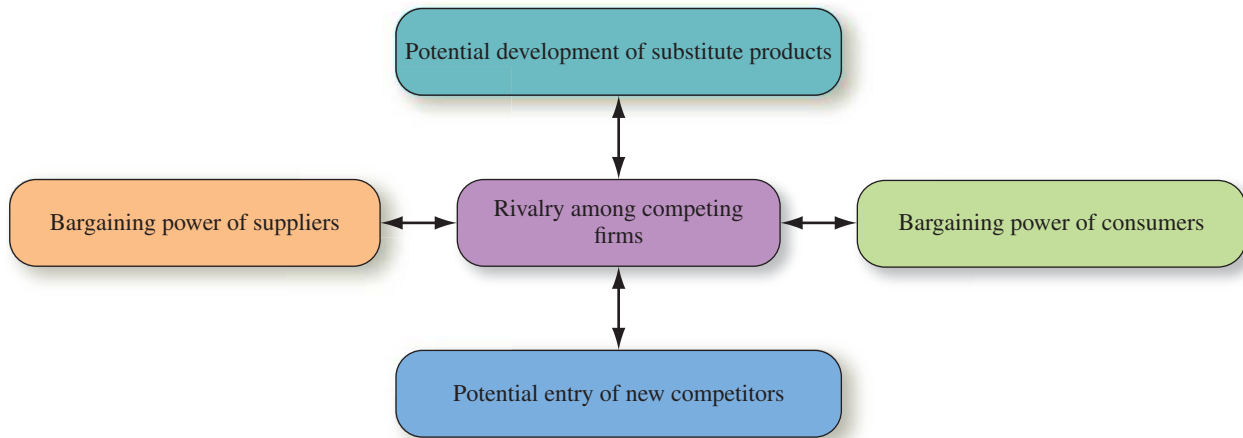 Potential development of substitute products
Bargaining power of suppliers
Rivalry among competing
firms
Bargaining power of consumers
Potential entry of new competitors